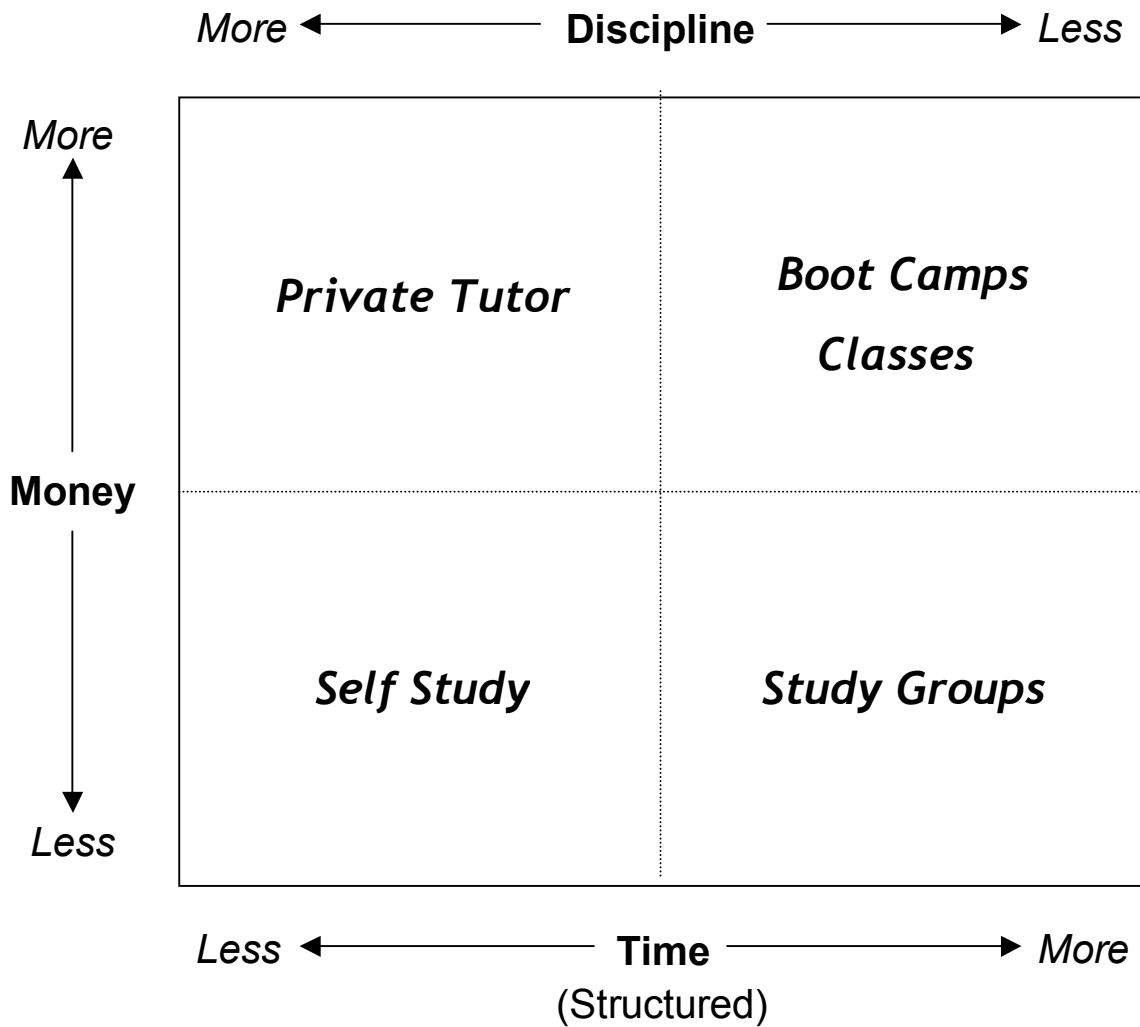 More Discipline Less
More
Private Tutor
Boot Camps
Classes
Money
Self Study
Study Groups
Less
Less Time More
(Structured)